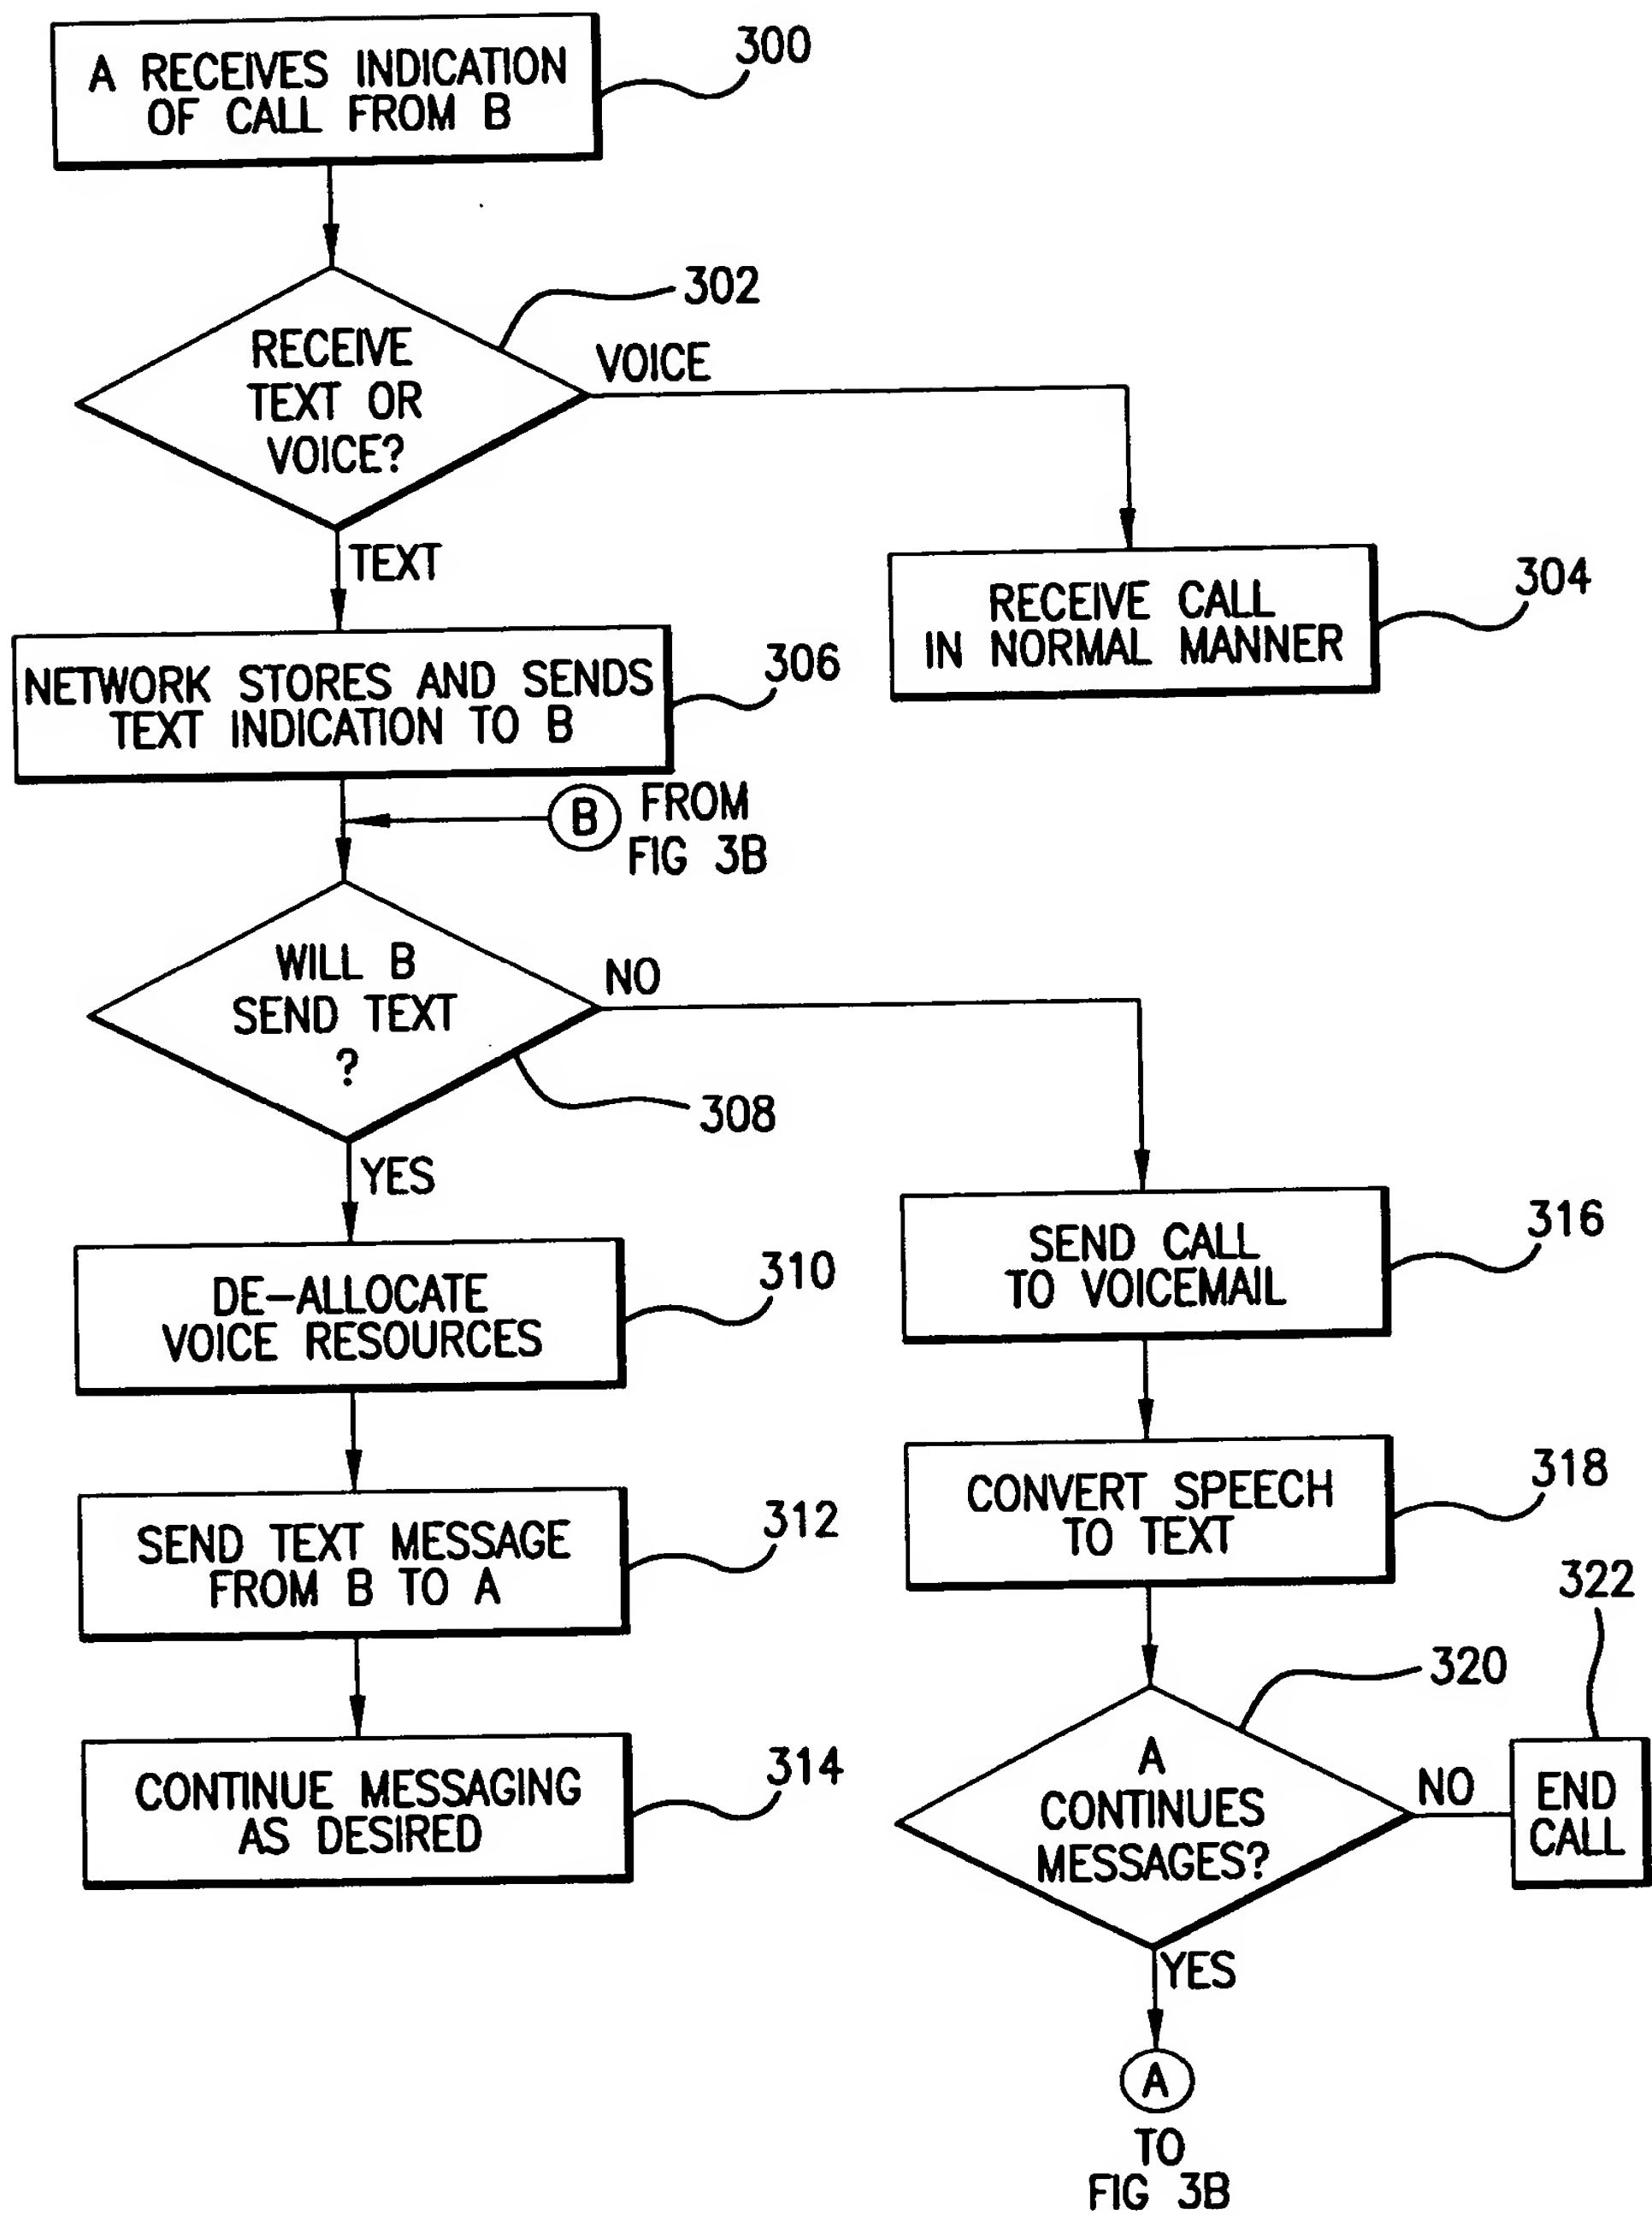 A RECEIVES INDICATION
OF CALL FROM B
300
302
RECEIVE
TEXT OR
VOICE?
VOICE
TEXT
RECEIVE CALL
IN NORMAL MANNER
304
NETWORK STORES AND SENDS
TEXT INDICATION TO B
306
B
FROM
FIG 3B
WILL B
SEND TEXT
?
NO
308
YES
DE-ALLOCATE
VOICE RESOURCES
310
SEND CALL
TO VOICEMAIL
316
SEND TEXT MESSAGE
FROM B TO A
312
CONVERT SPEECH
TO TEXT
318
CONTINUE MESSAGING
AS DESIRED
314
320
A
CONTINUES
MESSAGES?
NO
322
END
CALL
YES
A
TO
FIG 3B